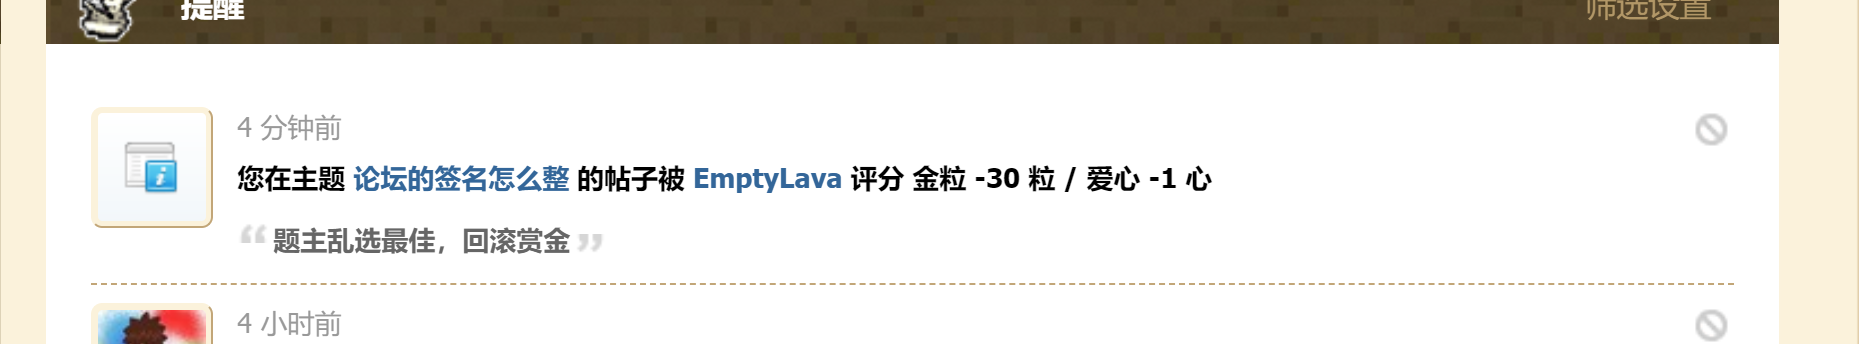 提醒
筛选设置
4 分钟前
您在主题 论坛的签名怎么整 的帖子被 EmptyLava 评分 金粒 -30 粒 / 爱心 -1 心
“ 题主乱选最佳，回滚赏金 ”
4 小时前